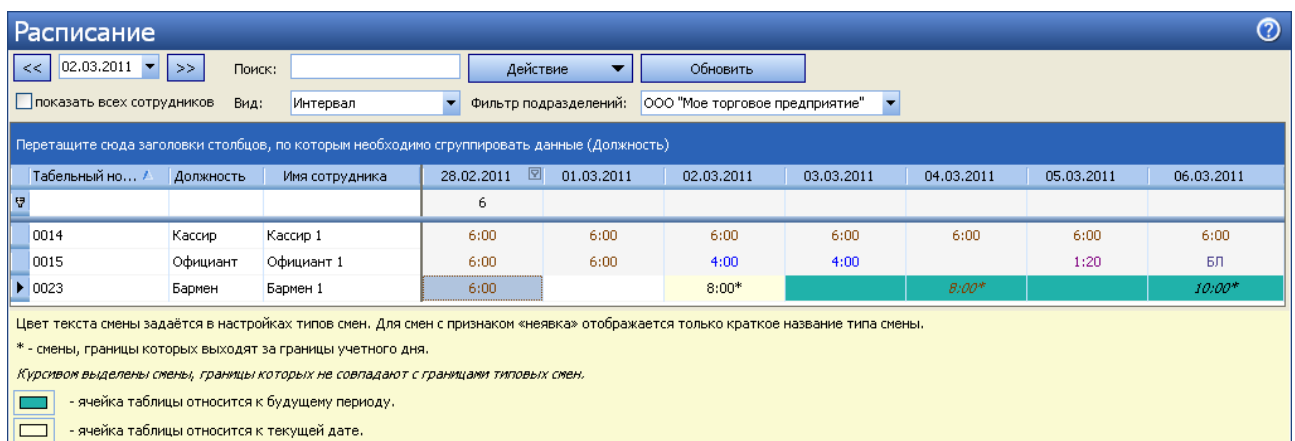 Расписание
<< 02.03.2011 >> Поиск: Действие Обновить
показать всех сотрудников Вид: Интервал Фильтр подразделений: ООО "Мое торговое предприятие"
Перетащите сюда заголовки столбцов, по которым необходимо сгруппировать данные (Должность)
Табельный но... Должность Имя сотрудника 28.02.2011 01.03.2011 02.03.2011 03.03.2011 04.03.2011 05.03.2011 06.03.2011
6
0014 Кассир Кассир 1 6:00 6:00 6:00 6:00 6:00 6:00 6:00
0015 Официант Официант 1 6:00 6:00 4:00 4:00 1:20 БЛ
0023 Бармен Бармен 1 6:00 8:00* 8:00* 10:00*
Цвет текста смены задаётся в настройках типов смен. Для смен с признаком «неявка» отображается только краткое название типа смены.
* - смены, границы которых выходят за границы учетного дня.
Курсивом выделены смены, границы которых не совпадают с границами типовых смен.
- ячейка таблицы относится к будущему периоду.
- ячейка таблицы относится к текущей дате.